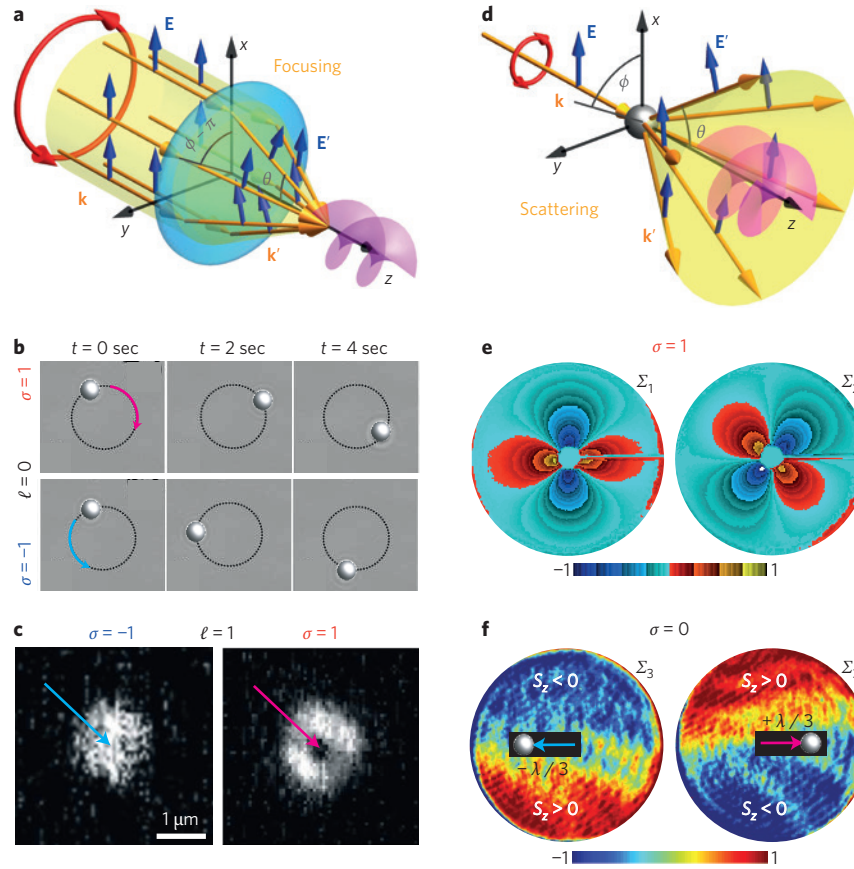 a
x
E
Focusing
ϕ – π
E′
θ
y
k
k′
z
d
x
E
E′
ϕ
k
θ
y
Scattering
z
k′
b
t = 0 sec
t = 2 sec
t = 4 sec
σ = 1
ℓ = 0
σ = –1
e
σ = 1
Σ1
–1
1
c
σ = –1
ℓ = 1
σ = 1
1 μm
f
σ = 0
Σ3
Sz < 0
– λ / 3
Sz > 0
Sz > 0
+ λ / 3
Sz < 0
–1
1